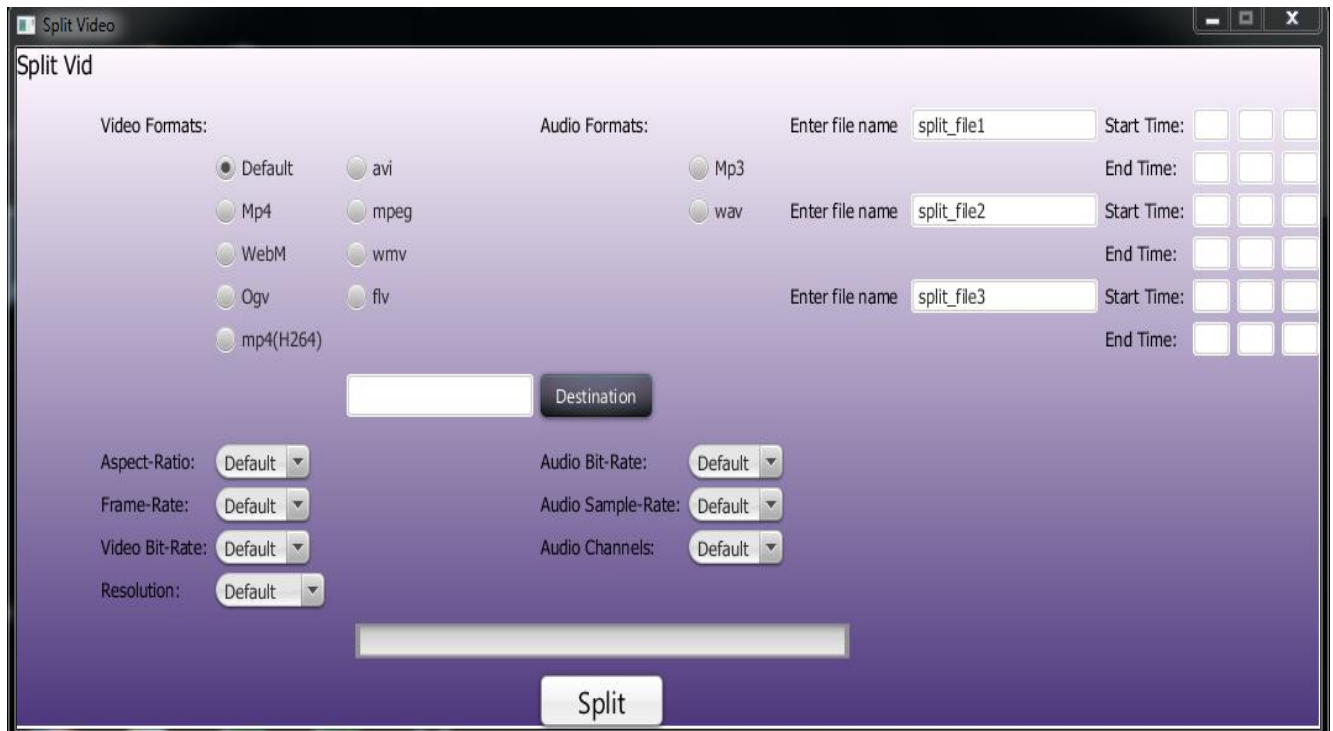 Split Video
Split Vid
Video Formats: Audio Formats: Enter file name split_file1 Start Time:
Default avi Mp3 End Time:
Mp4 mpeg wav Enter file name split_file2 Start Time:
WebM wmv End Time:
Ogv flv Enter file name split_file3 Start Time:
mp4(H264) End Time:
Destination
Aspect-Ratio: Default Audio Bit-Rate: Default
Frame-Rate: Default Audio Sample-Rate: Default
Video Bit-Rate: Default Audio Channels: Default
Resolution: Default
Split